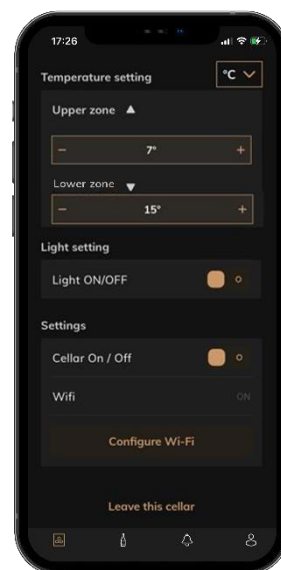 17:26
Temperature setting °C
Upper zone
− 7° +
Lower zone
− 15° +
Light setting
Light ON/OFF
Settings
Cellar On / Off
Wifi ON
Configure Wi-Fi
Leave this cellar